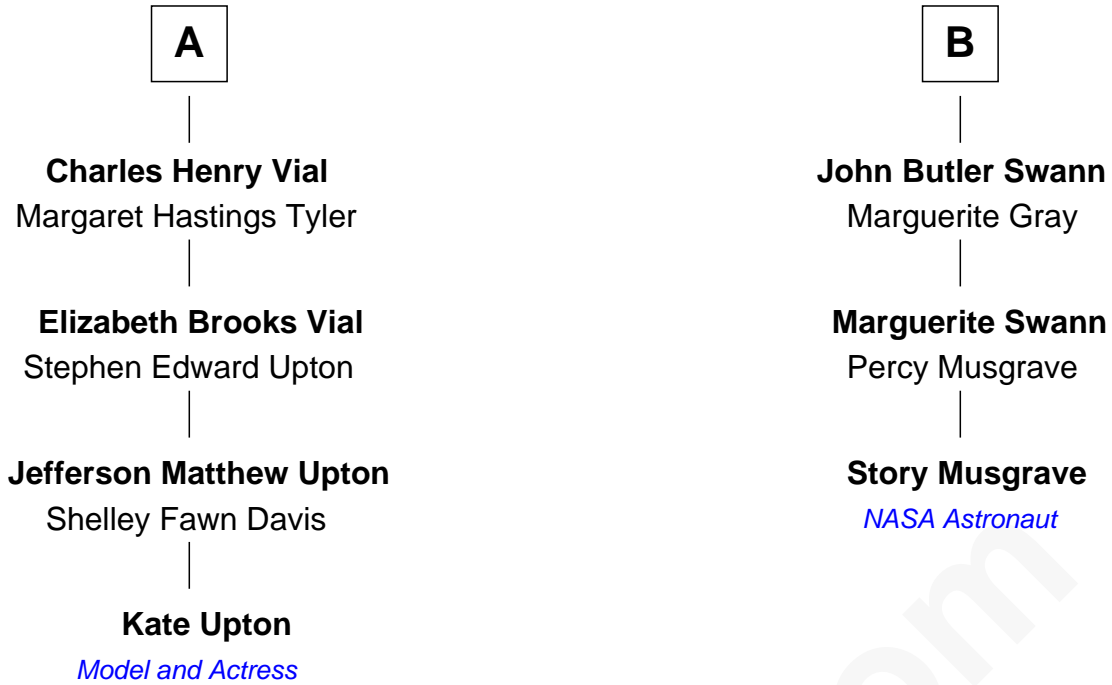 A
Charles Henry Vial
Margaret Hastings Tyler
Elizabeth Brooks Vial
Stephen Edward Upton
Jefferson Matthew Upton
Shelley Fawn Davis
Kate Upton
Model and Actress
B
John Butler Swann
Marguerite Gray
Marguerite Swann
Percy Musgrave
Story Musgrave
NASA Astronaut
om